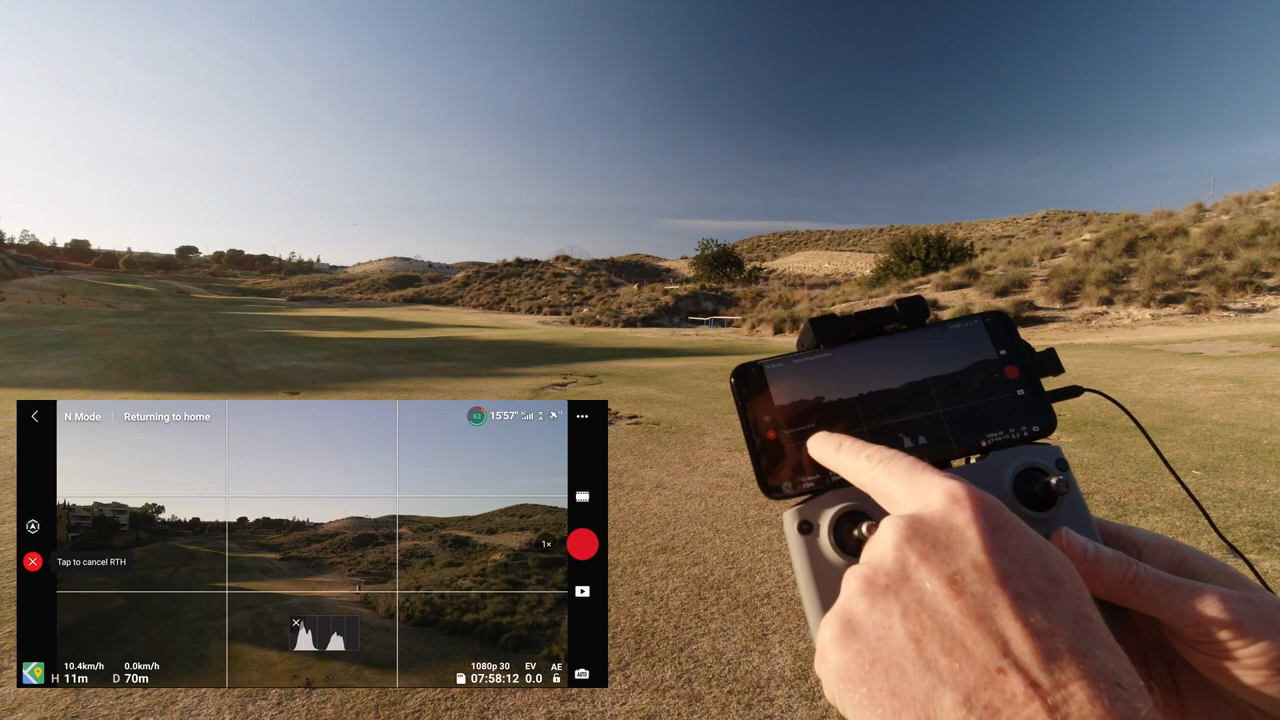 N Mode Returning to home
63 15'57"
1×
Tap to cancel RTH
10.4km/h 0.0km/h
H 11m D 70m
1080p 30 EV AE
07:58:12 0.0
AUTO